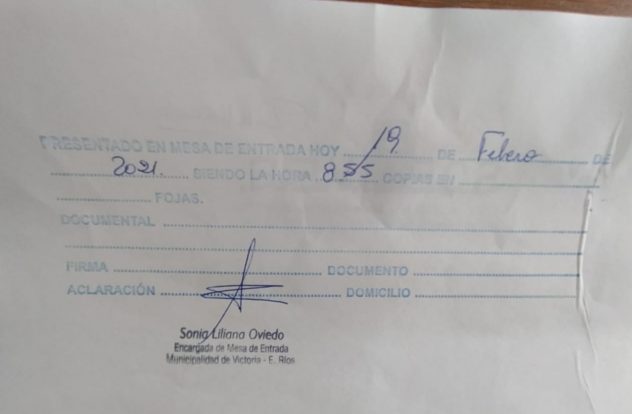 PRESENTADO EN MESA DE ENTRADA HOY 19 DE Febrero DE
2021. SIENDO LA HORA 8:55 COPIAS EN
FOJAS.
DOCUMENTAL
FIRMA DOCUMENTO
ACLARACIÓN DOMICILIO
Sonia Liliana Oviedo
Encargada de Mesa de Entrada
Municipalidad de Victoria - E. Ríos